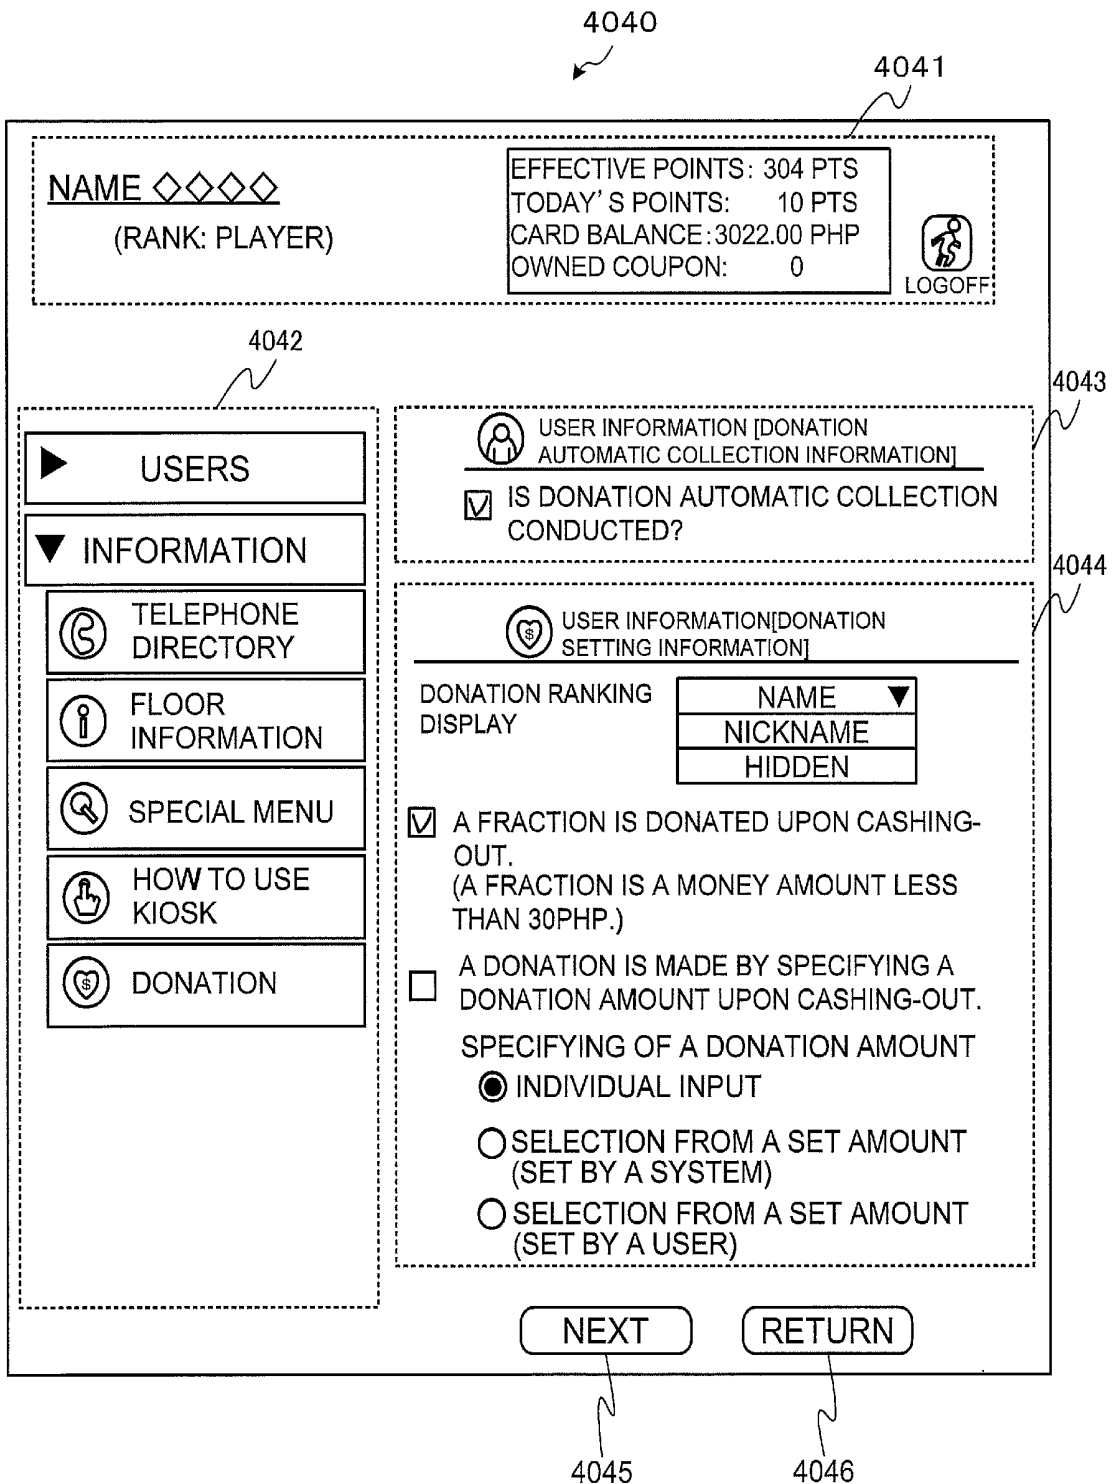 4040
4041
NAME ◇◇◇◇
(RANK: PLAYER)
EFFECTIVE POINTS: 304 PTS
TODAY'S POINTS: 10 PTS
CARD BALANCE:3022.00 PHP
OWNED COUPON: 0
LOGOFF
4042
4043
USERS
INFORMATION
TELEPHONE
DIRECTORY
FLOOR
INFORMATION
SPECIAL MENU
HOW TO USE
KIOSK
DONATION
USER INFORMATION [DONATION
AUTOMATIC COLLECTION INFORMATION]
IS DONATION AUTOMATIC COLLECTION
CONDUCTED?
4044
USER INFORMATION[DONATION
SETTING INFORMATION]
DONATION RANKING
DISPLAY
NAME ▼
NICKNAME
HIDDEN
A FRACTION IS DONATED UPON CASHING-
OUT.
(A FRACTION IS A MONEY AMOUNT LESS
THAN 30PHP.)
A DONATION IS MADE BY SPECIFYING A
DONATION AMOUNT UPON CASHING-OUT.
SPECIFYING OF A DONATION AMOUNT
INDIVIDUAL INPUT
SELECTION FROM A SET AMOUNT
(SET BY A SYSTEM)
SELECTION FROM A SET AMOUNT
(SET BY A USER)
NEXT
RETURN
4045
4046